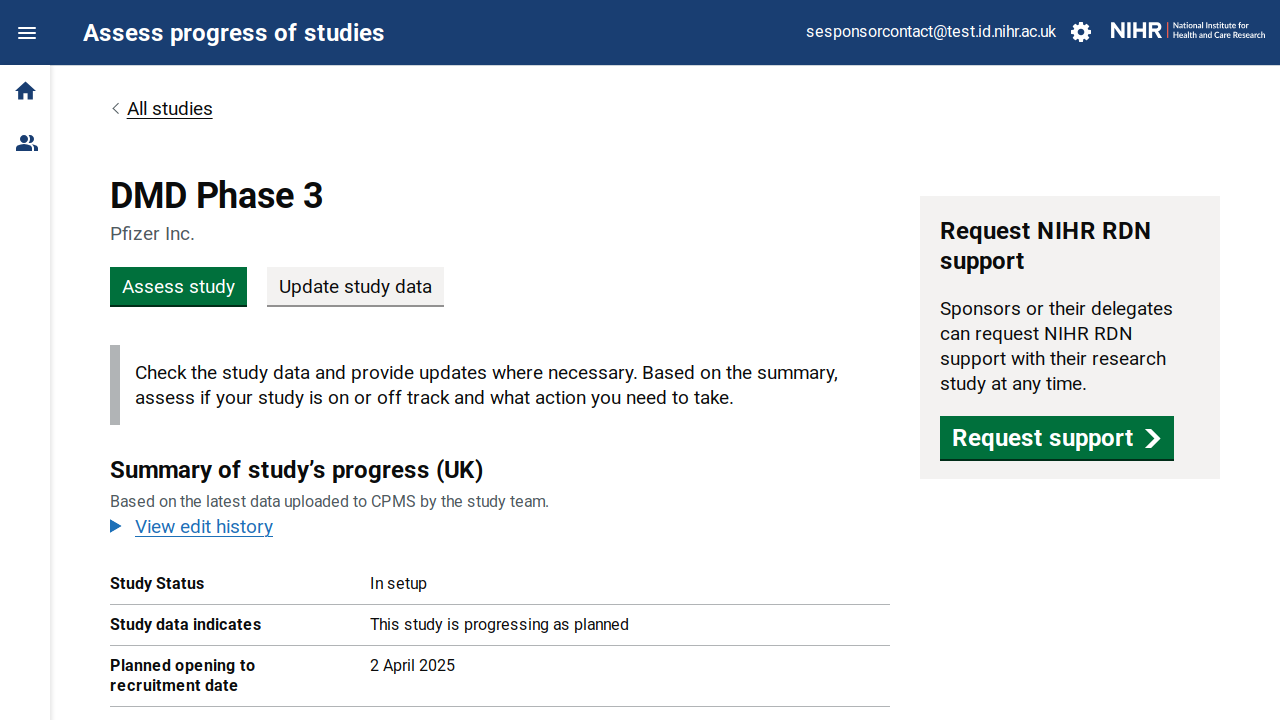 Assess progress of studies
sesponsorcontact@test.id.nihr.ac.uk
NIHR | National Institute for
Health and Care Research
All studies
DMD Phase 3
Pfizer Inc.
Assess study
Update study data
Check the study data and provide updates where necessary. Based on the summary,
assess if your study is on or off track and what action you need to take.
Summary of study’s progress (UK)
Based on the latest data uploaded to CPMS by the study team.
View edit history
Study Status
In setup
Study data indicates
This study is progressing as planned
Planned opening to
recruitment date
2 April 2025
Request NIHR RDN
support
Sponsors or their delegates
can request NIHR RDN
support with their research
study at any time.
Request support